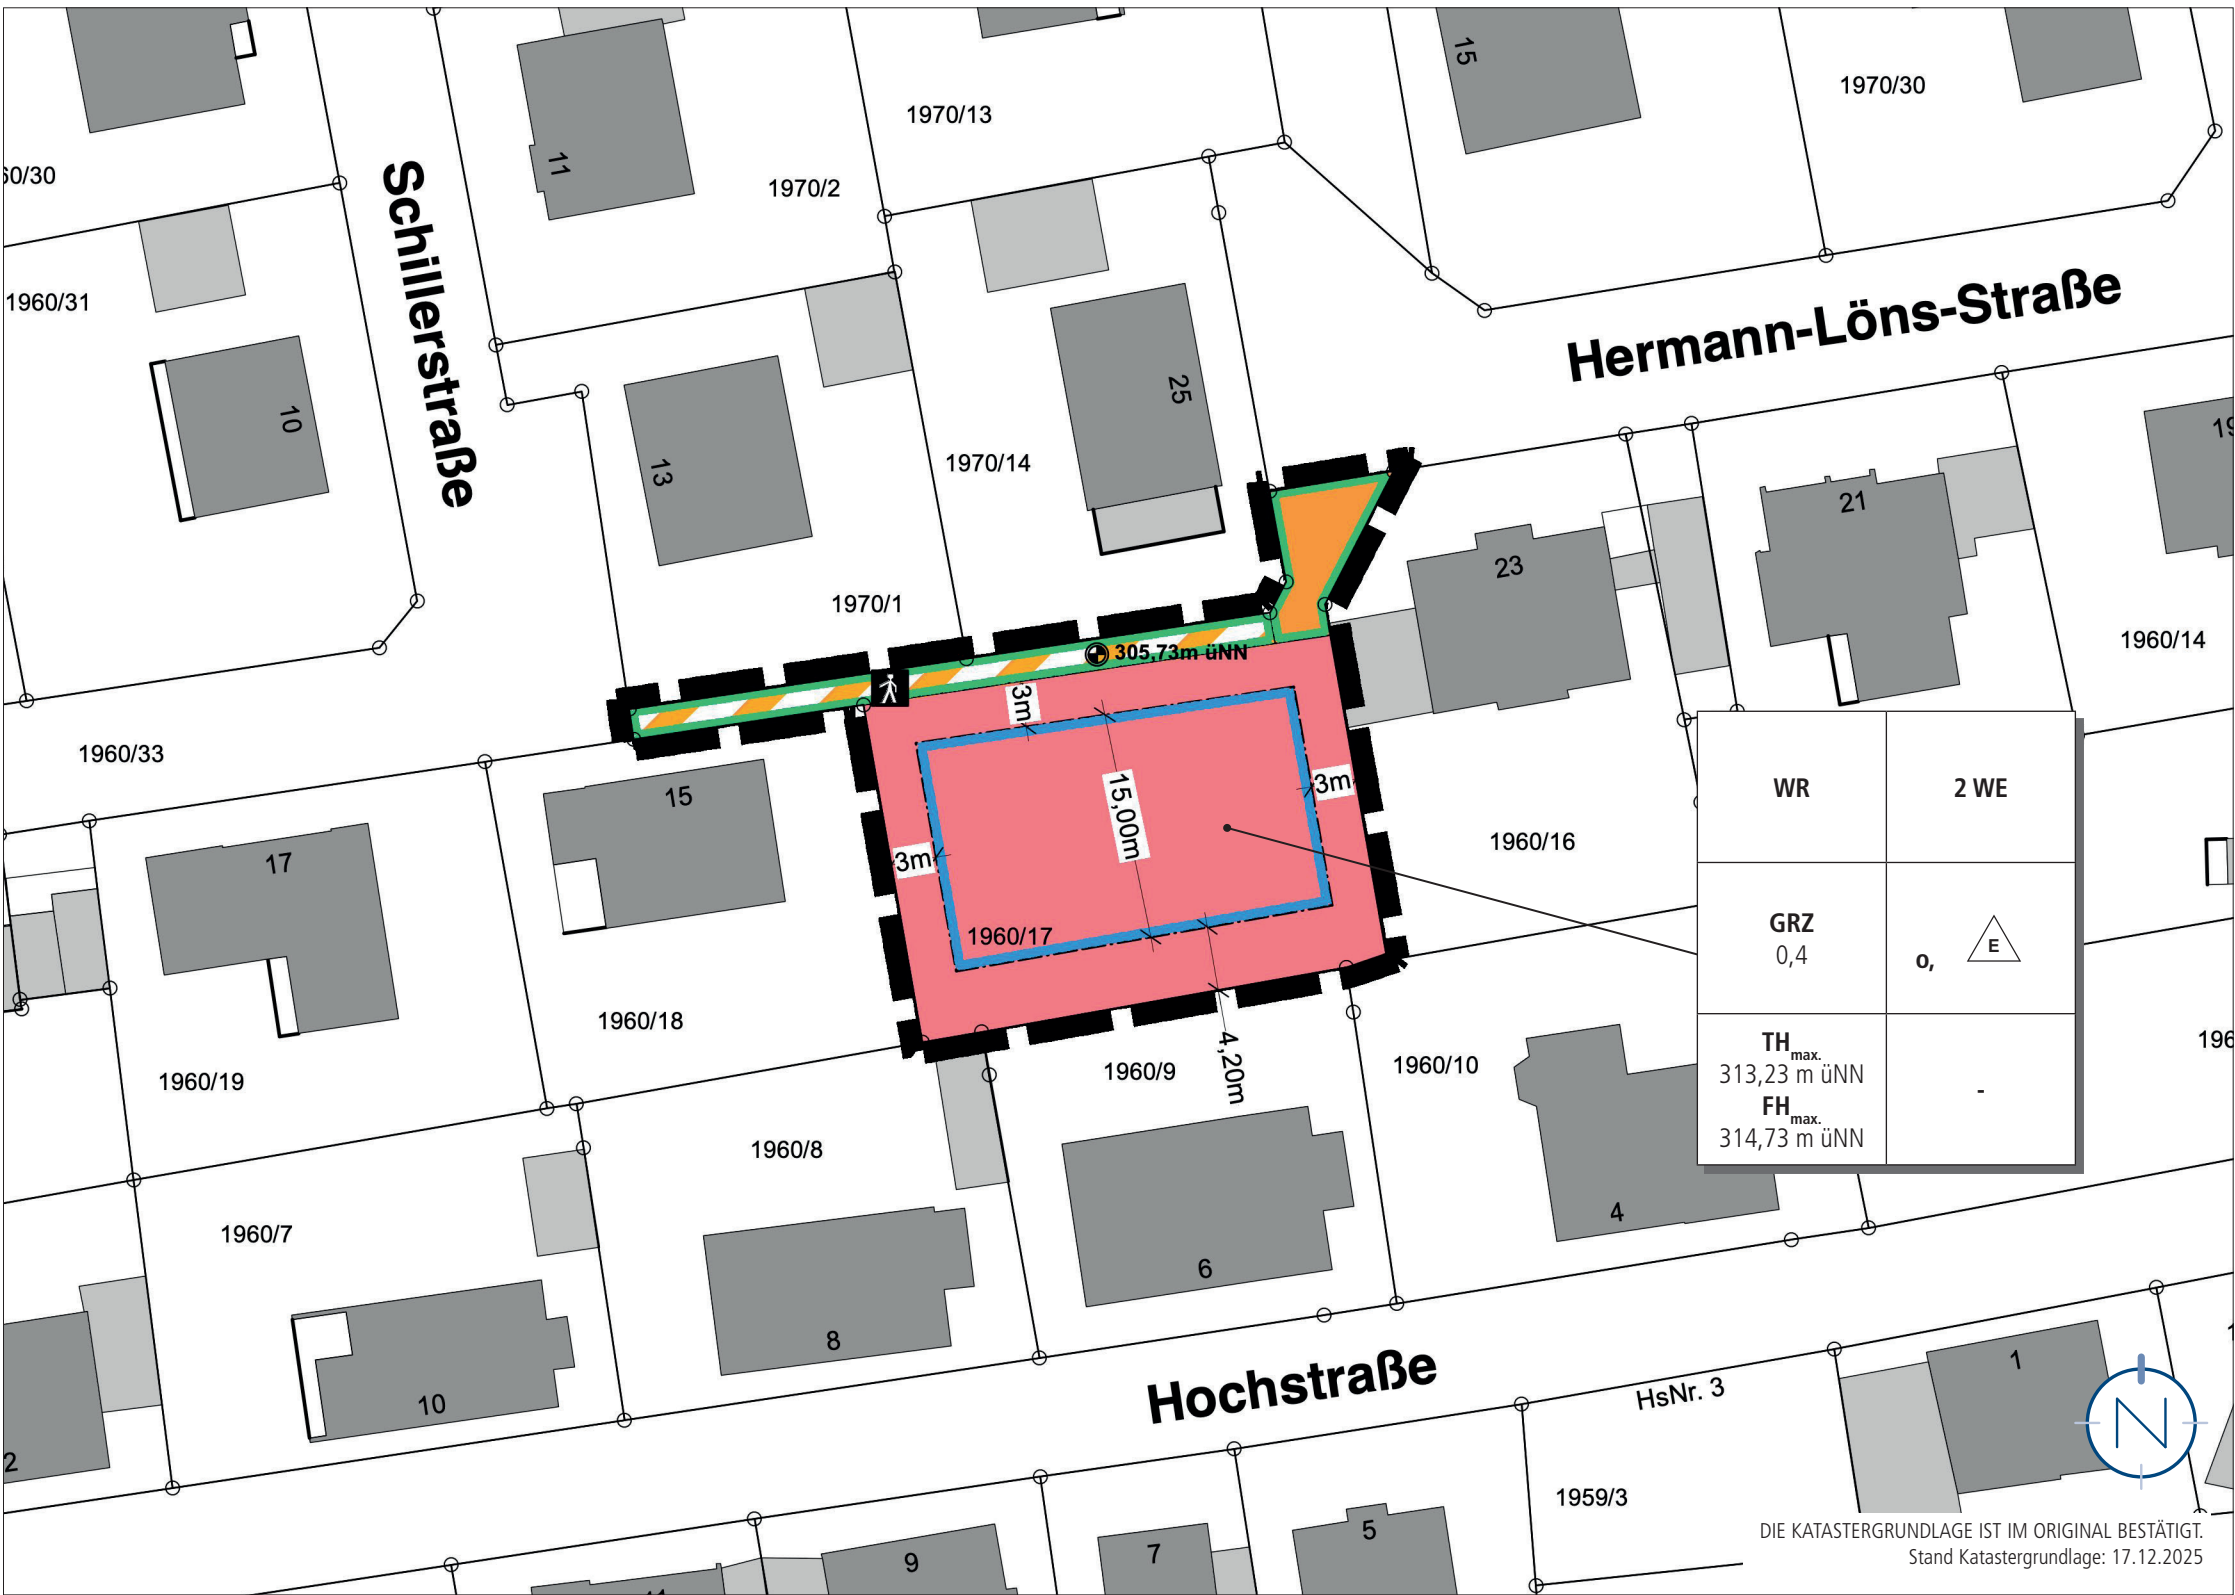 15
1970/30
1970/13
11
60/30
1970/2
Schillerstraße
1960/31
Hermann-Löns-Straße
25
10
13
19
1970/14
21
23
1970/1
1960/14
305,73m üNN
3m
1960/33
3m
15
15,00m
WR
2 WE
1960/16
3m
17
1960/17
GRZ
0,4
o,
E
1960/18
TH max.
313,23 m üNN
FH max.
314,73 m üNN
-
196
1960/9
4,20m
1960/10
1960/19
1960/8
4
1960/7
6
8
10
Hochstraße
1
HsNr. 3
N
2
1959/3
5
7
9
11
DIE KATASTERGRUNDLAGE IST IM ORIGINAL BESTÄTIGT.
Stand Katastergrundlage: 17.12.2025